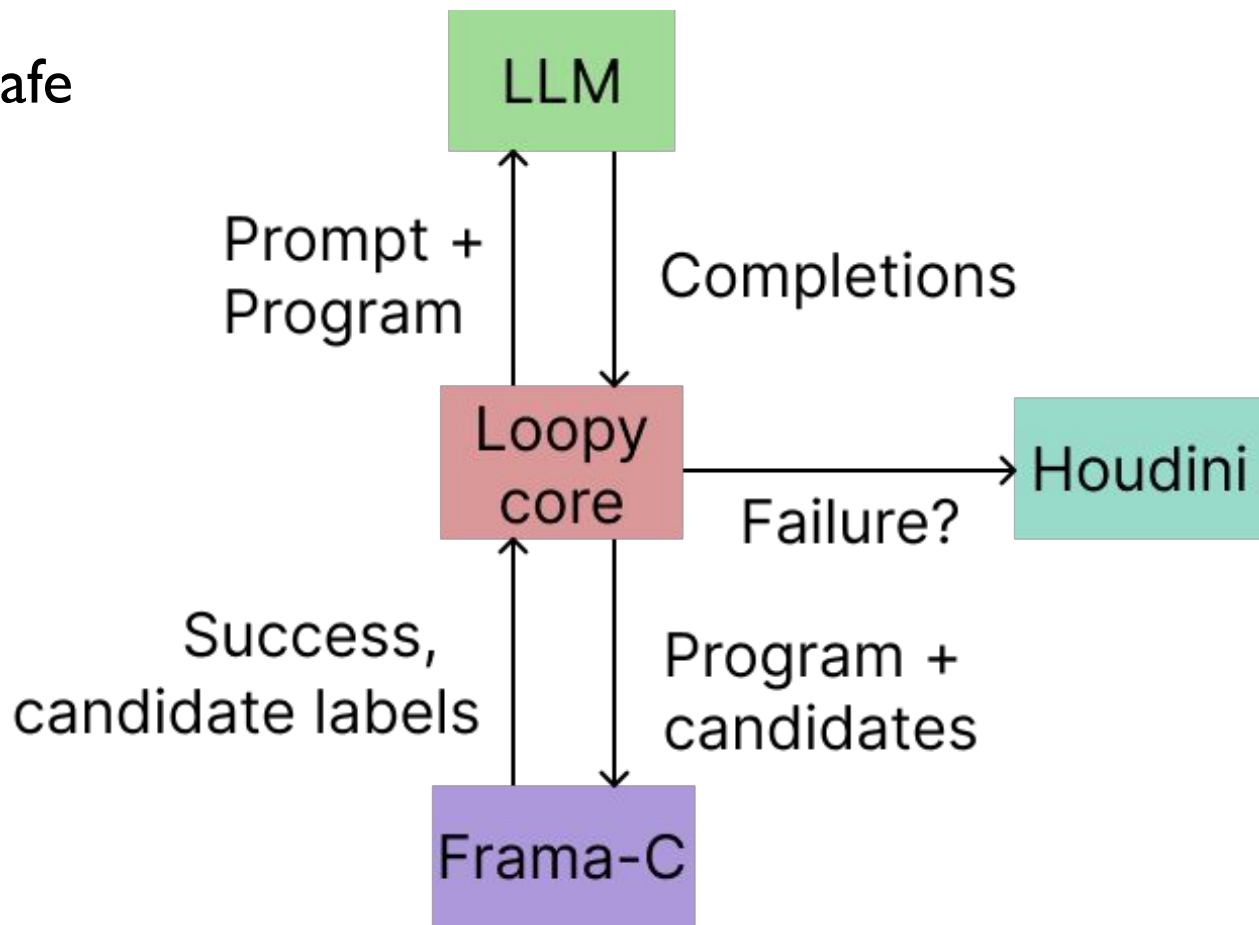 afe
LLM
Prompt +
Program
Completions
Loopy
core
Houdini
Failure?
Success,
candidate labels
Program +
candidates
Frama-C